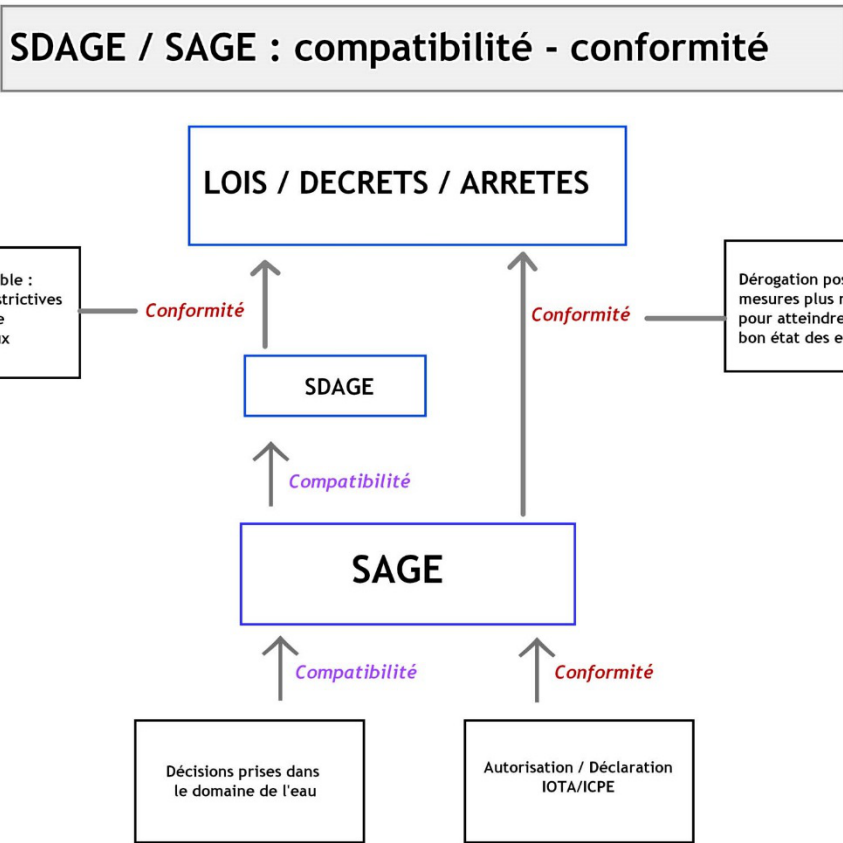 SDAGE / SAGE : compatibilité - conformité
LOIS / DECRETS / ARRETES
ble :
strictives
e
ux
Conformité
Conformité
Dérogation pos
mesures plus r
pour atteindre
bon état des e
SDAGE
Compatibilité
SAGE
Compatibilité
Conformité
Décisions prises dans
le domaine de l'eau
Autorisation / Déclaration
IOTA/ICPE